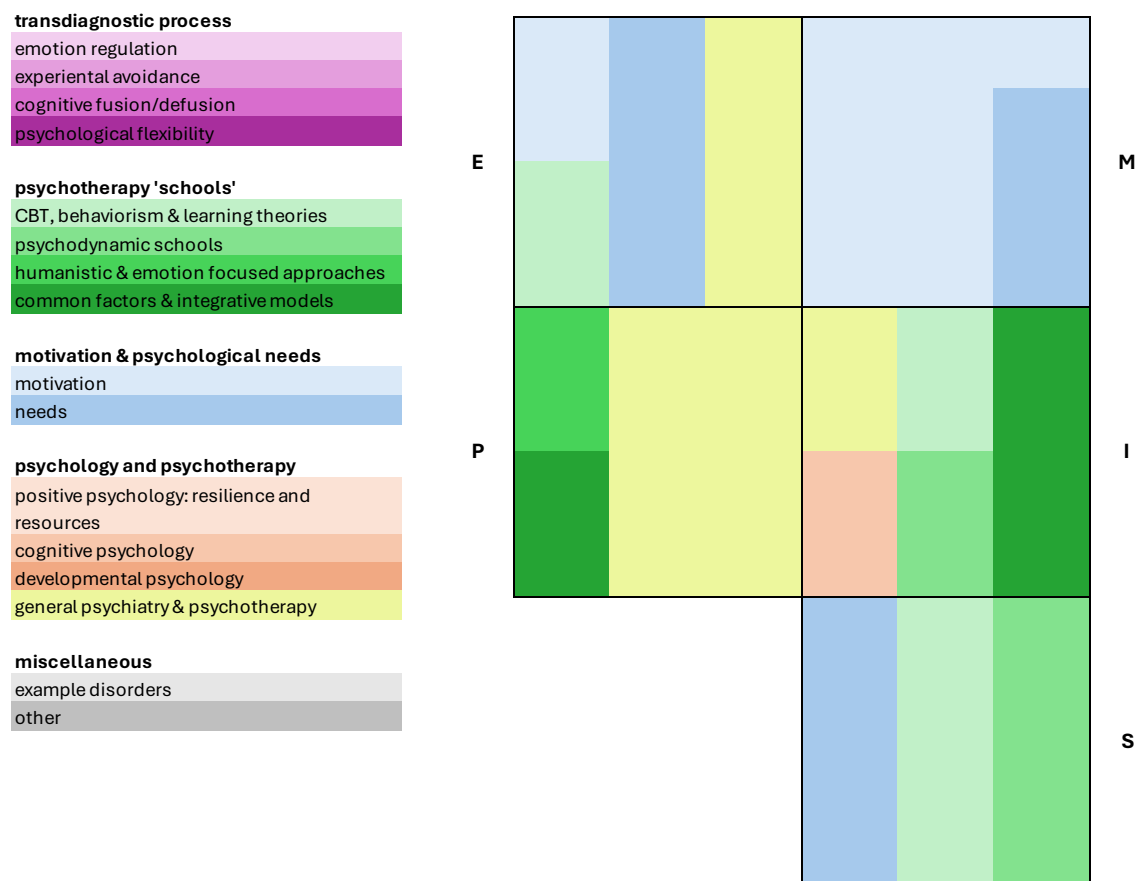 transdiagnostic process
emotion regulation
experiential avoidance
cognitive fusion/defusion
psychological flexibility
psychotherapy 'schools'
CBT, behaviorism & learning theories
psychodynamic schools
humanistic & emotion focused approaches
common factors & integrative models
motivation & psychological needs
motivation
needs
psychology and psychotherapy
positive psychology: resilience and
resources
cognitive psychology
developmental psychology
general psychiatry & psychotherapy
miscellaneous
example disorders
other
E
M
P
I
S